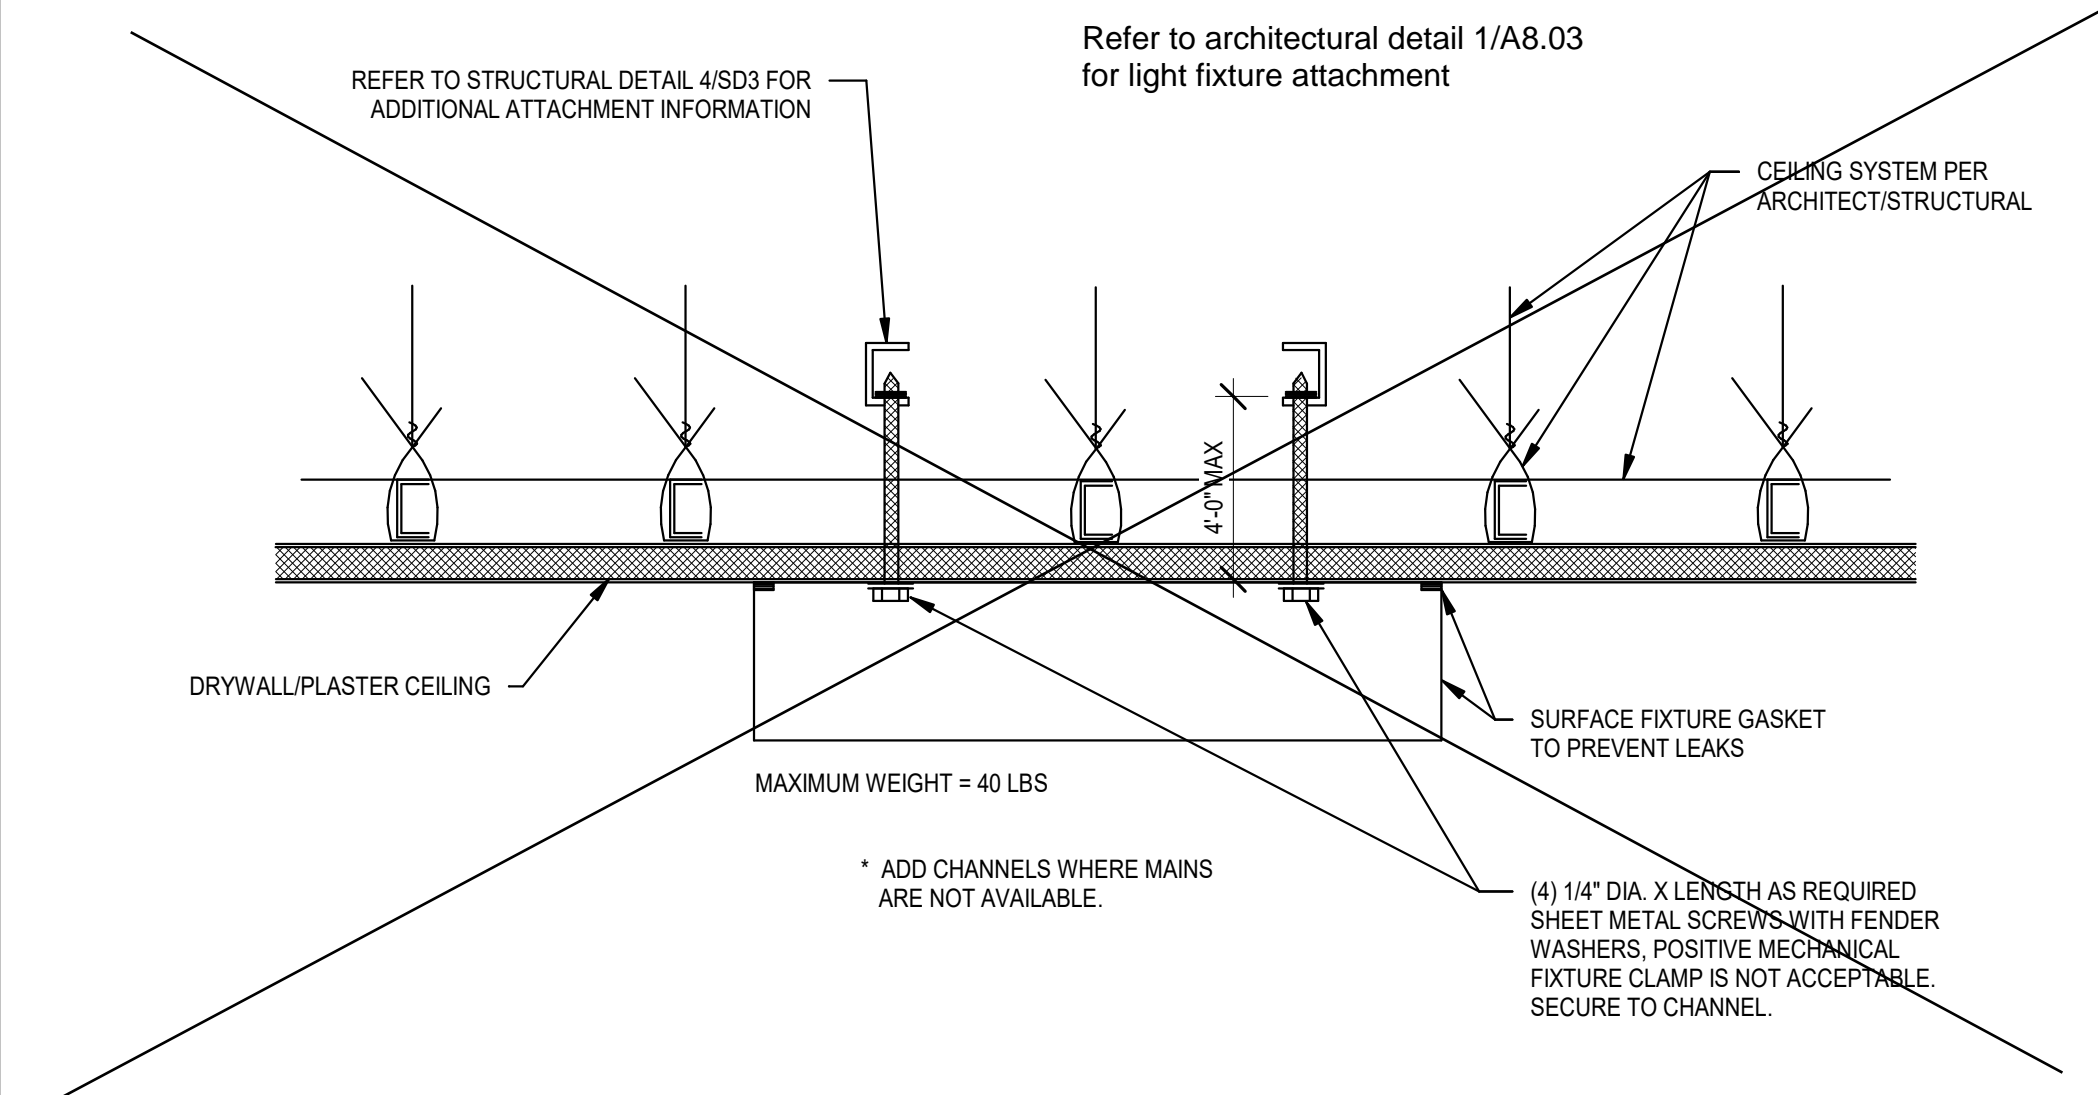 Refer to architectural detail 1/A8.03
for light fixture attachment
REFER TO STRUCTURAL DETAIL 4/SD3 FOR
ADDITIONAL ATTACHMENT INFORMATION
CEILING SYSTEM PER
ARCHITECT/STRUCTURAL
4'-0" MAX
DRYWALL/PLASTER CEILING
SURFACE FIXTURE GASKET
TO PREVENT LEAKS
MAXIMUM WEIGHT = 40 LBS
* ADD CHANNELS WHERE MAINS
ARE NOT AVAILABLE.
(4) 1/4" DIA. X LENGTH AS REQUIRED
SHEET METAL SCREWS WITH FENDER
WASHERS, POSITIVE MECHANICAL
FIXTURE CLAMP IS NOT ACCEPTABLE.
SECURE TO CHANNEL.